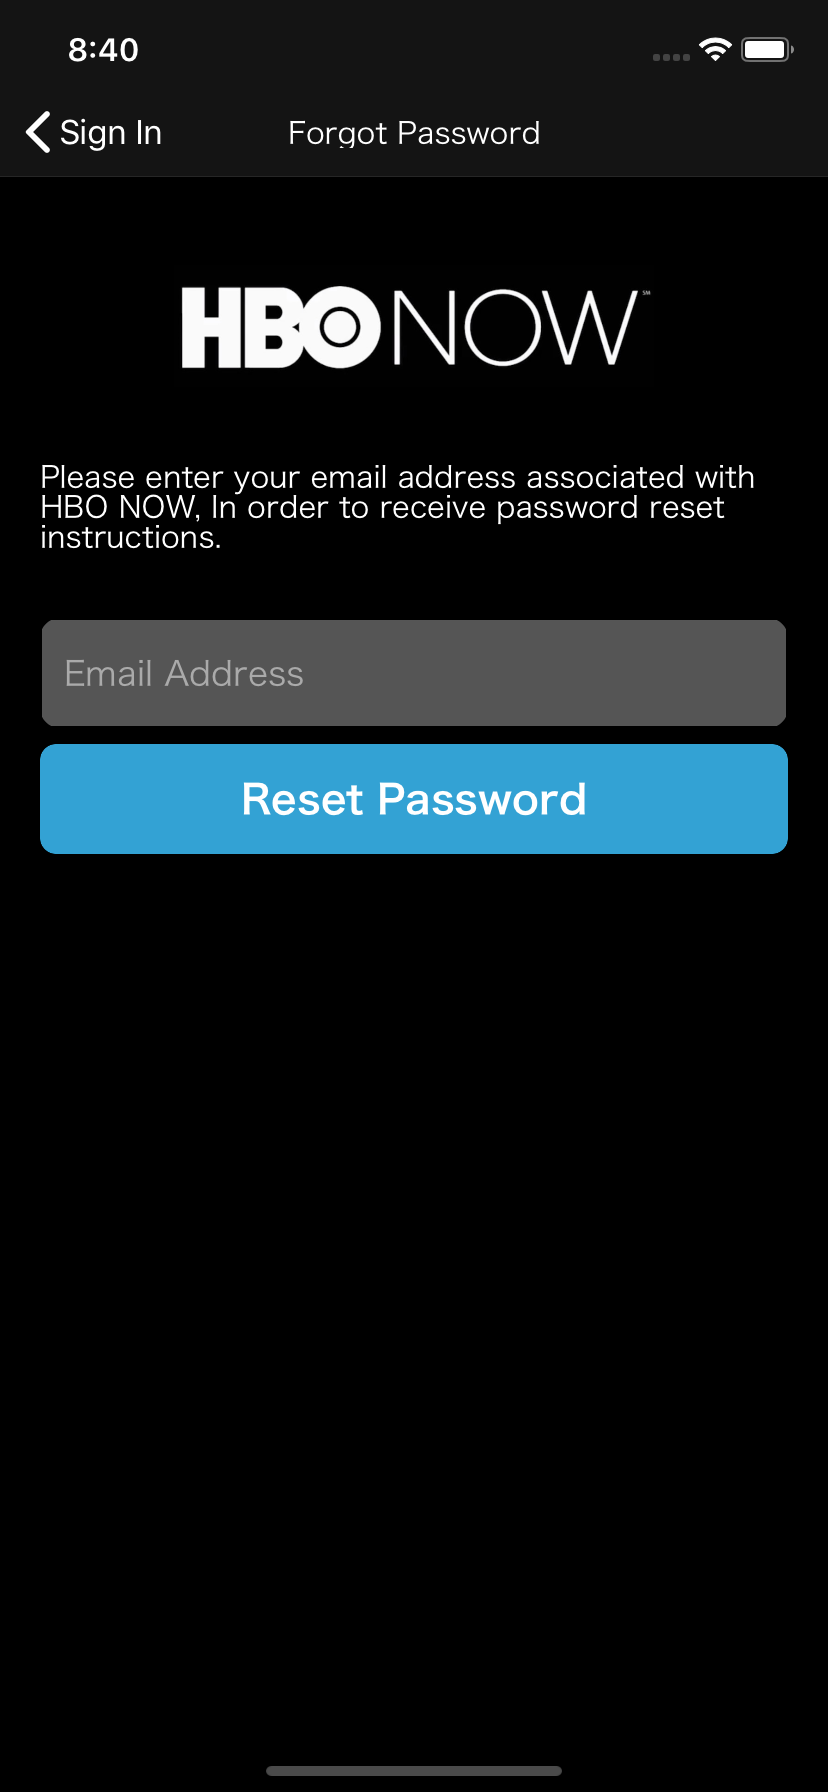 8:40
Sign In
Forgot Password
HBO NOW℠
Please enter your email address associated with
HBO NOW, In order to receive password reset
instructions.
Email Address
Reset Password